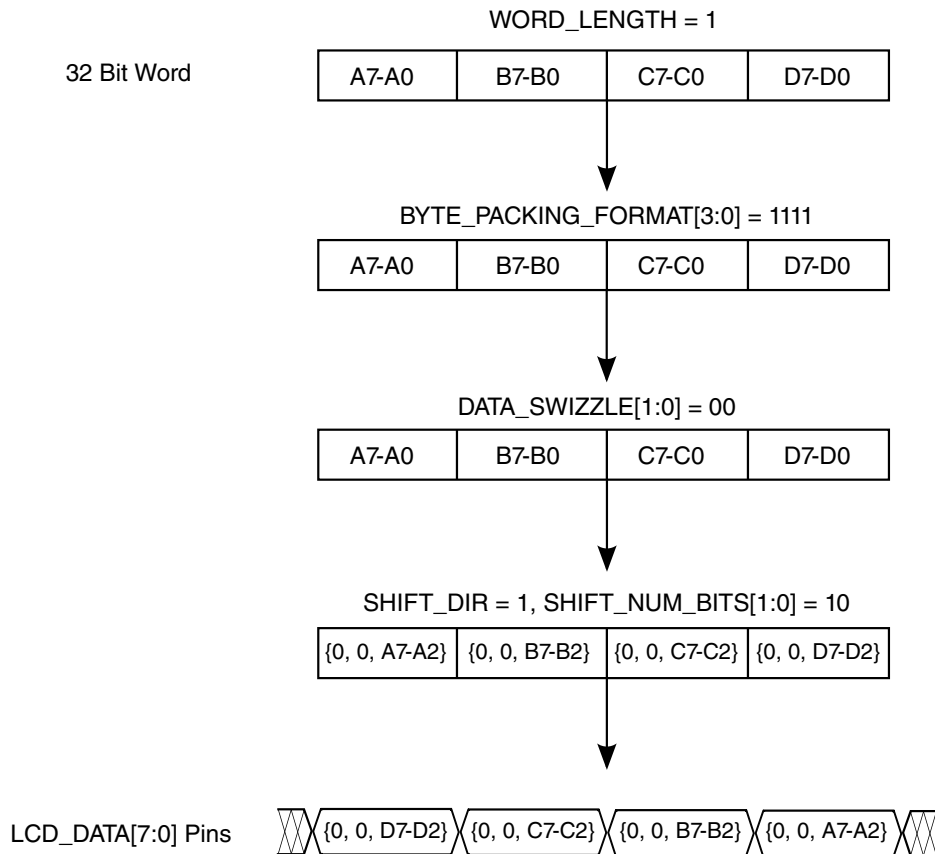 WORD_LENGTH = 1
32 Bit Word
A7-A0 B7-B0 C7-C0 D7-D0
BYTE_PACKING_FORMAT[3:0] = 1111
A7-A0 B7-B0 C7-C0 D7-D0
DATA_SWIZZLE[1:0] = 00
A7-A0 B7-B0 C7-C0 D7-D0
SHIFT_DIR = 1, SHIFT_NUM_BITS[1:0] = 10
{0, 0, A7-A2} {0, 0, B7-B2} {0, 0, C7-C2} {0, 0, D7-D2}
LCD_DATA[7:0] Pins {0, 0, D7-D2} {0, 0, C7-C2} {0, 0, B7-B2} {0, 0, A7-A2}